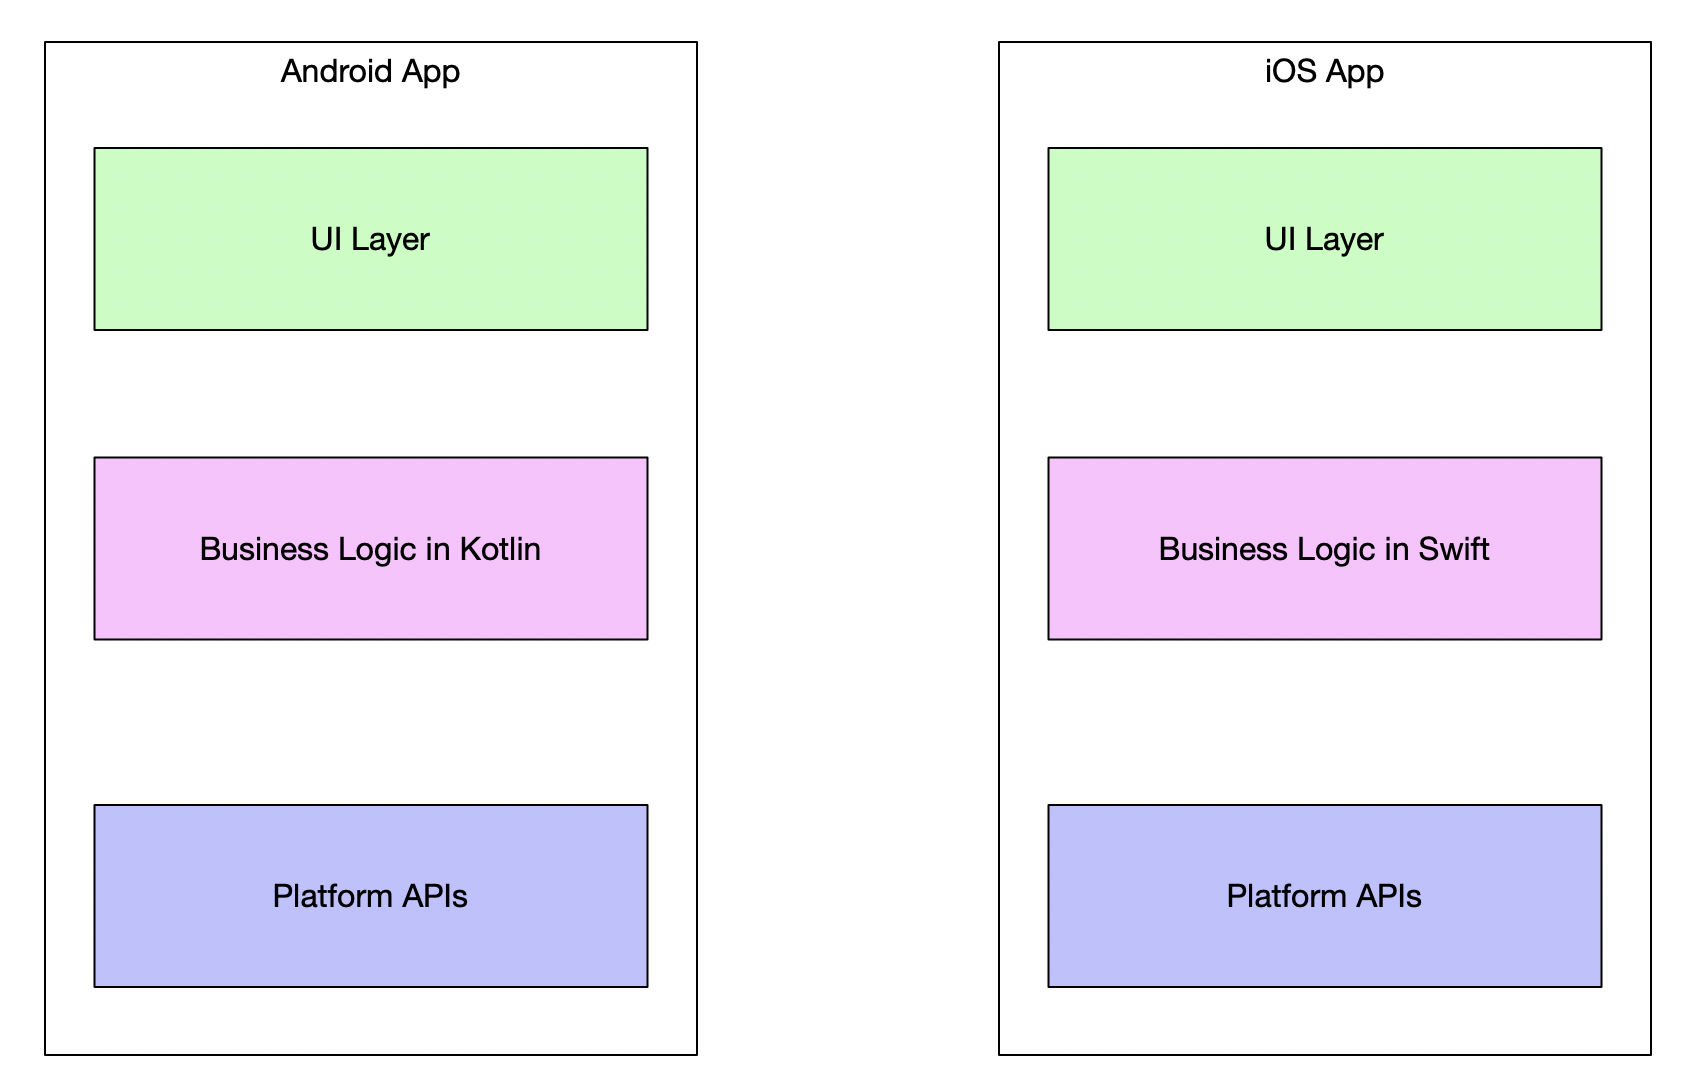 Android App
UI Layer
Business Logic in Kotlin
Platform APIs
iOS App
UI Layer
Business Logic in Swift
Platform APIs